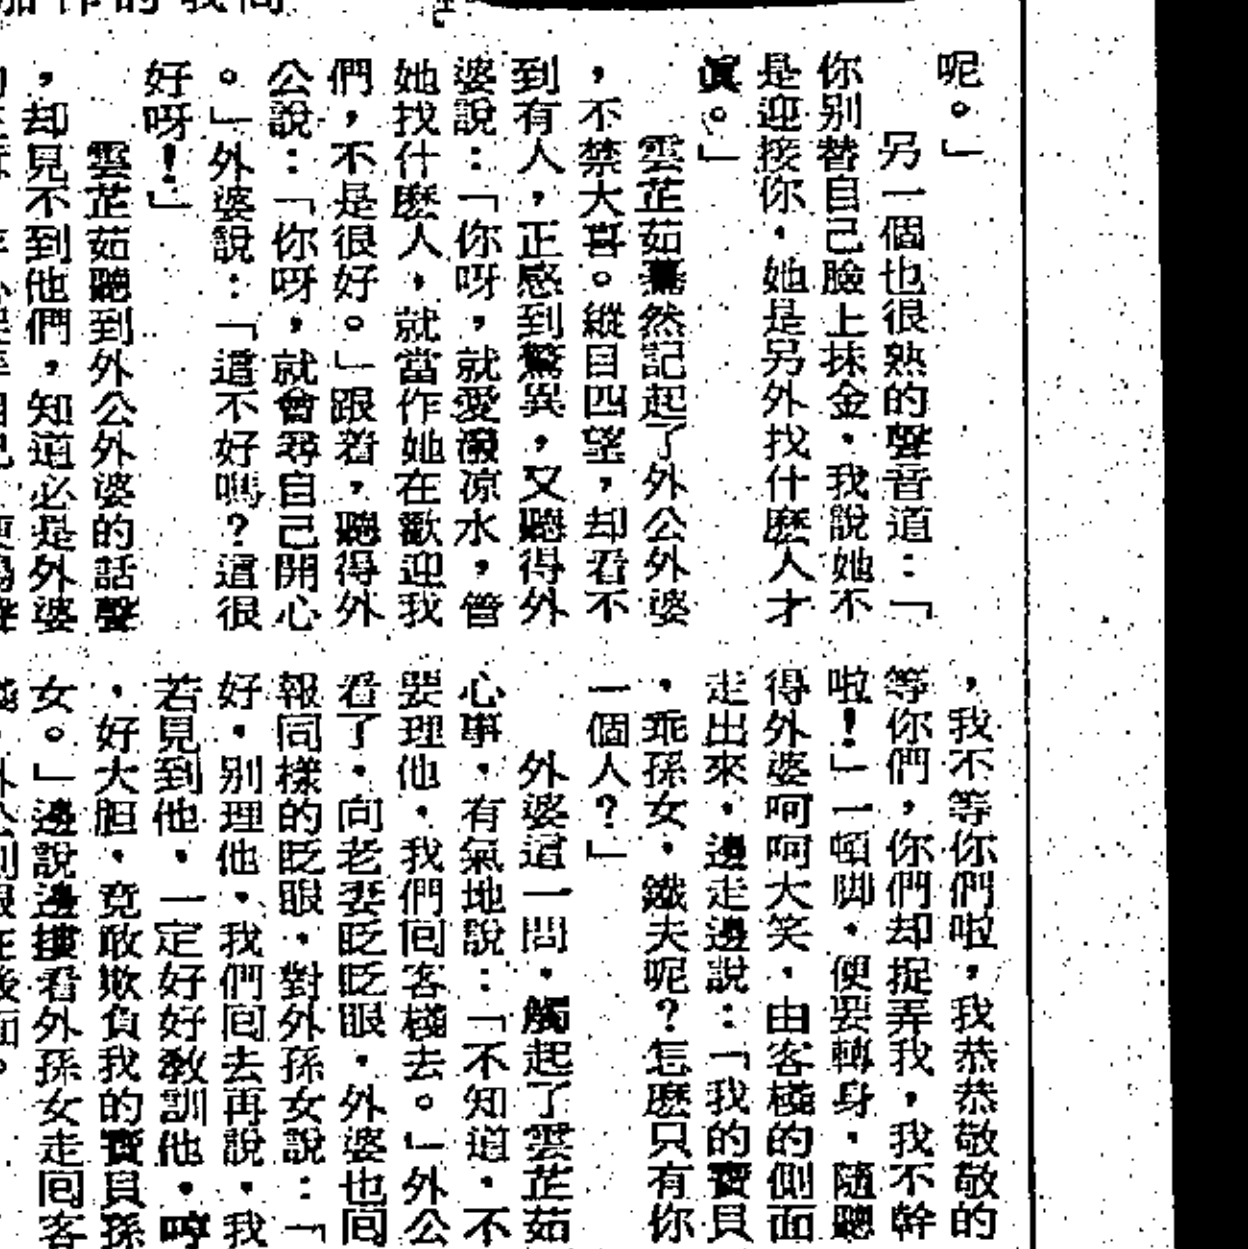 呢。」
另一個也很熟的聲音道：「
你別替自己臉上抹金，我說她不
是迎接你，她是另外找什麽人才
眞。」
雲芷茹驀然記起了外公外婆
，不禁大喜。縱目四望，却看不
到有人，正感到驚異，又聽得外
婆說：「你呀，就愛潑凉水，管
她找什麽人，就當作她在歡迎我
們，不是很好。」跟着，聽得外
公說：「你呀，就會尋自己開心
。」外婆說：「這不好嗎？這很
好呀！」
雲芷茹聽到外公外婆的話聲
，却見不到他們，知道必是外婆
，我不等你們啦，我恭恭敬敬的
等你們，你們却捉弄我，我不幹
啦！」一頓脚，便要轉身，隨聽
得外婆呵呵大笑，由客棧的側面
走出來，邊走邊說：「我的寶貝
，乖孫女，鐵夫呢？怎麽只有你
一個人？」
外婆這一問，觸起了雲芷茹
心事，有氣地說：「不知道，不
要理他，我們回客棧去。」外公
看了，向老妻眨眨眼，外婆也回
報同樣的眨眼，對外孫女說：「
好，別理他，我們回去再說，我
若見到他，一定好好敎訓他，哼
，好大胆，竟敢欺負我的寶貝孫
女。」邊說邊摟着外孫女走回客